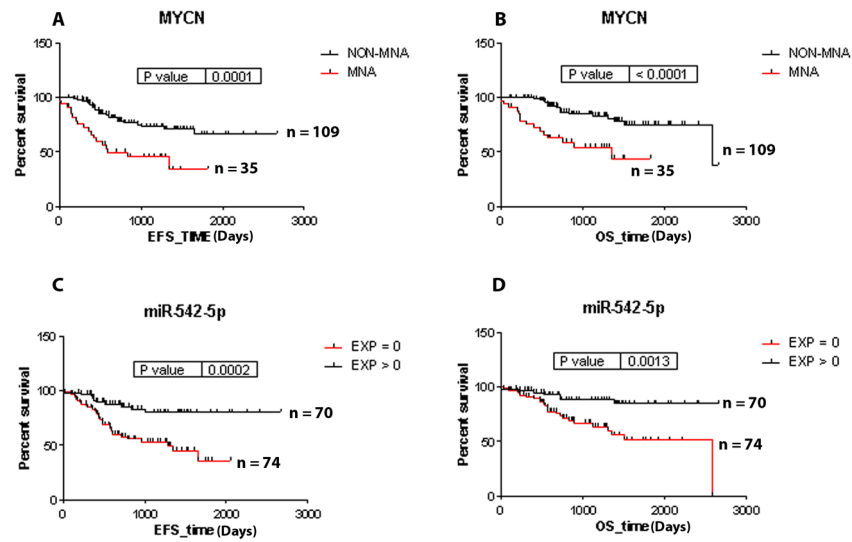 A
MYCN
150
100
50
0
Percent survival
P value 0.0001
NON-MNA
MNA
n = 109
n = 35
0 1000 2000 3000
EFS_TIME (Days)
B
MYCN
150
100
50
0
Percent survival
P value < 0.0001
NON-MNA
MNA
n = 109
n = 35
0 1000 2000 3000
OS_time (Days)
C
miR-542-5p
150
100
50
0
Percent survival
P value 0.0002
EXP = 0
EXP > 0
n = 70
n = 74
0 1000 2000 3000
EFS_time (Days)
D
miR-542-5p
150
100
50
0
Percent survival
P value 0.0013
EXP = 0
EXP > 0
n = 70
n = 74
0 1000 2000 3000
OS_time (Days)